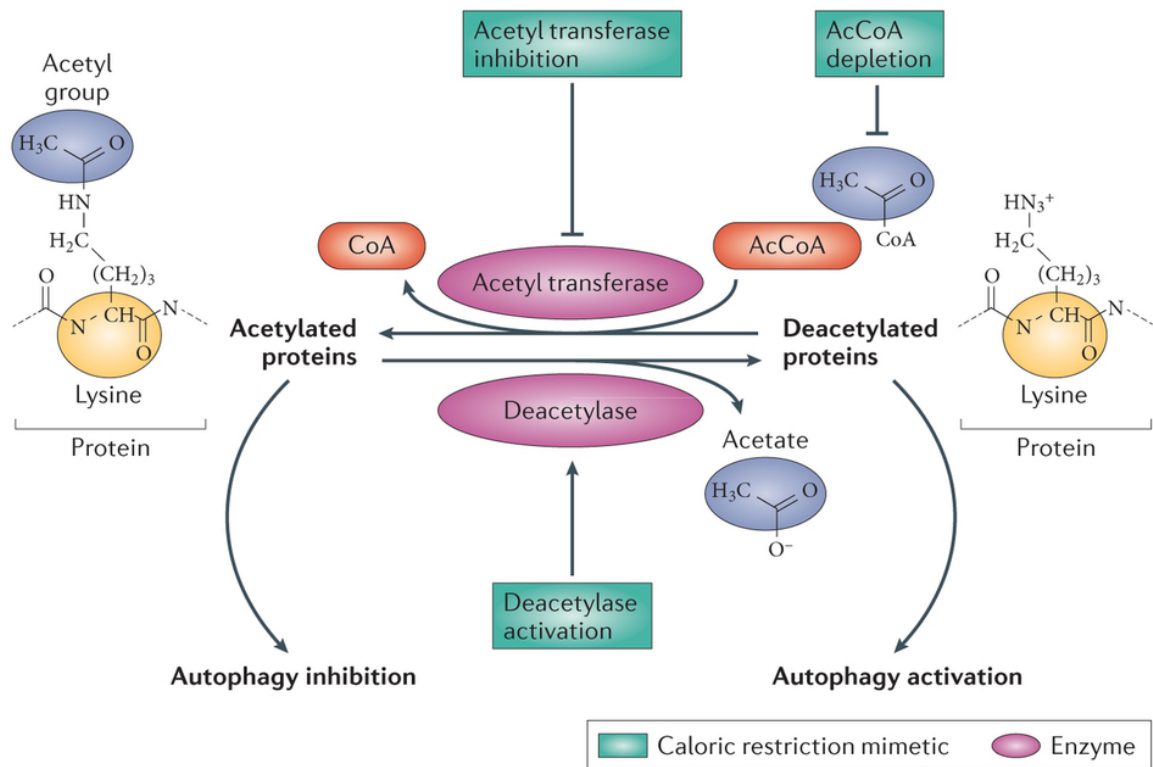 Acetyl transferase
inhibition
AcCoA
depletion
Acetyl
group
H₃C
O
HN
H₂C
(CH₂)₃
O
N
CH
N
O
Lysine
Protein
CoA
Acetyl transferase
AcCoA
H₃C
O
CoA
Acetylated
proteins
Deacetylated
proteins
Deacetylase
Acetate
H₃C
O
O⁻
HN₃⁺
H₂C
(CH₂)₃
O
N
CH
N
O
Lysine
Protein
Deacetylase
activation
Autophagy inhibition
Autophagy activation
Caloric restriction mimetic
Enzyme